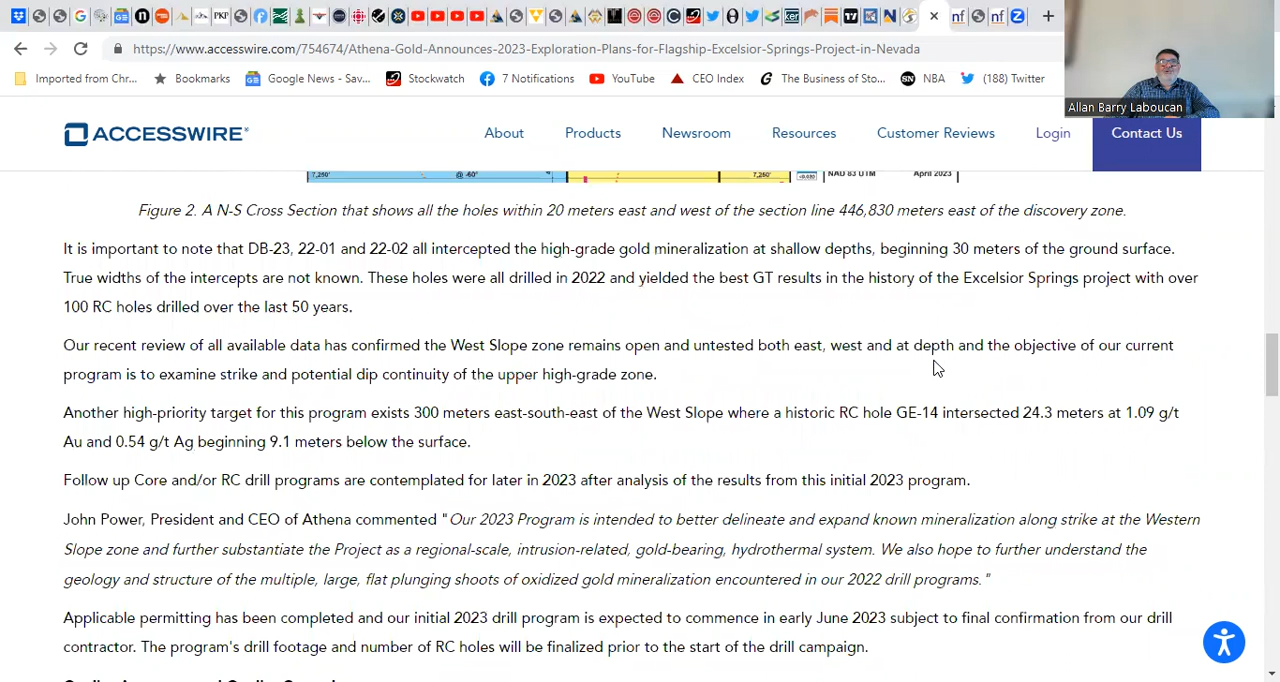 https://www.accesswire.com/754674/Athena-Gold-Announces-2023-Exploration-Plans-for-Flagship-Excelsior-Springs-Project-in-Nevada
Imported from Chr... Bookmarks Google News - Sav... Stockwatch 7 Notifications YouTube CEO Index The Business of Sto... NBA (188) Twitter
Allan Barry Laboucan
ACCESSWIRE® About Products Newsroom Resources Customer Reviews Login Contact Us
7,250' @ -60° 7,250' NAD 83 UTM April 2023
Figure 2. A N-S Cross Section that shows all the holes within 20 meters east and west of the section line 446,830 meters east of the discovery zone.
It is important to note that DB-23, 22-01 and 22-02 all intercepted the high-grade gold mineralization at shallow depths, beginning 30 meters of the ground surface.
True widths of the intercepts are not known. These holes were all drilled in 2022 and yielded the best GT results in the history of the Excelsior Springs project with over
100 RC holes drilled over the last 50 years.
Our recent review of all available data has confirmed the West Slope zone remains open and untested both east, west and at depth and the objective of our current
program is to examine strike and potential dip continuity of the upper high-grade zone.
Another high-priority target for this program exists 300 meters east-south-east of the West Slope where a historic RC hole GE-14 intersected 24.3 meters at 1.09 g/t
Au and 0.54 g/t Ag beginning 9.1 meters below the surface.
Follow up Core and/or RC drill programs are contemplated for later in 2023 after analysis of the results from this initial 2023 program.
John Power, President and CEO of Athena commented "Our 2023 Program is intended to better delineate and expand known mineralization along strike at the Western
Slope zone and further substantiate the Project as a regional-scale, intrusion-related, gold-bearing, hydrothermal system. We also hope to further understand the
geology and structure of the multiple, large, flat plunging shoots of oxidized gold mineralization encountered in our 2022 drill programs."
Applicable permitting has been completed and our initial 2023 drill program is expected to commence in early June 2023 subject to final confirmation from our drill
contractor. The program's drill footage and number of RC holes will be finalized prior to the start of the drill campaign.